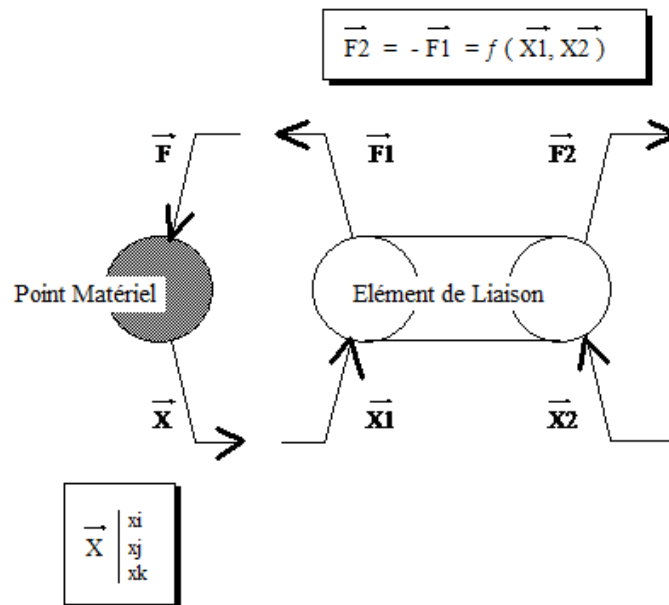 F2 = - F1 = f ( X1, X2 )
F F1 F2
Point Matériel Elément de Liaison
X X1 X2
xi
X xj
xk